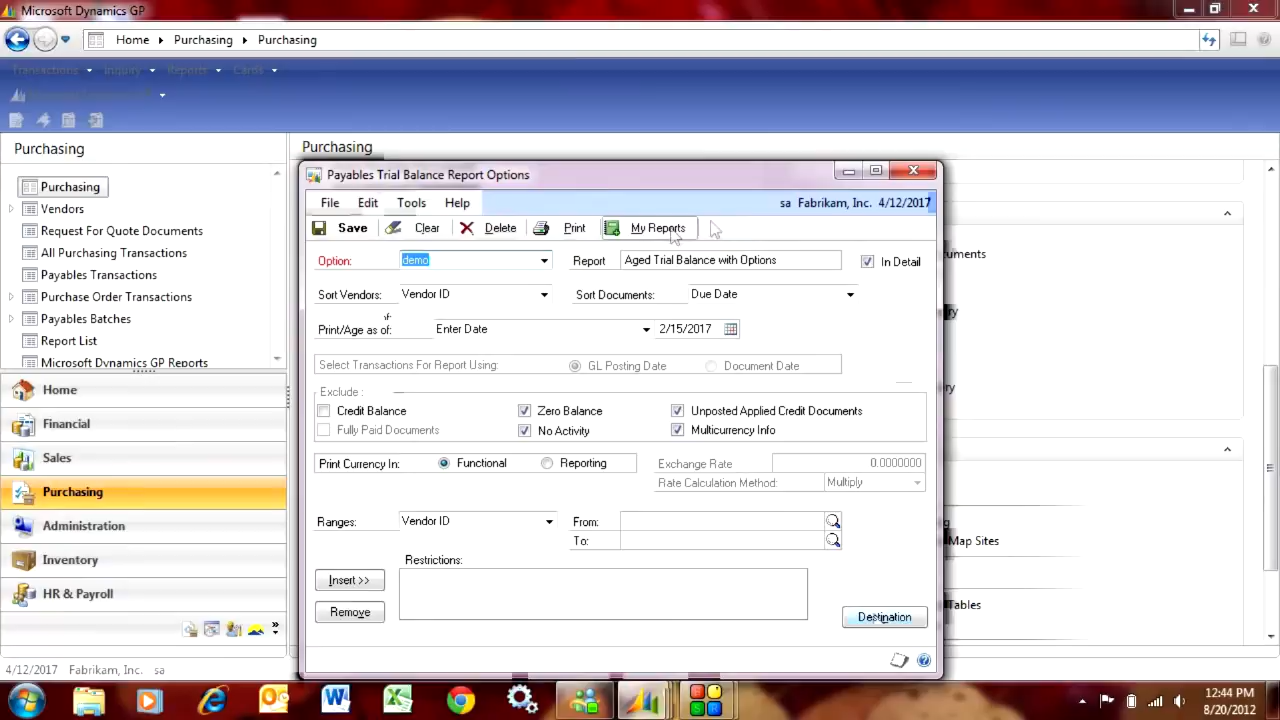 Microsoft Dynamics GP
Home Purchasing Purchasing
Transactions Inquiry Reports Cards
Purchasing Purchasing
Payables Trial Balance Report Options
Purchasing
File Edit Tools Help sa Fabrikam, Inc. 4/12/2017
Vendors
Save Clear Delete Print My Reports
Request For Quote Documents
All Purchasing Transactions
Option: demo Report Aged Trial Balance with Options In Detail
Payables Transactions
Sort Vendors: Vendor ID Sort Documents: Due Date
Purchase Order Transactions
Payables Batches
Print/Age as of: Enter Date 2/15/2017
Report List
Microsoft Dynamics GP Reports
Select Transactions For Report Using: GL Posting Date Document Date
Home
Exclude :
Credit Balance Zero Balance Unposted Applied Credit Documents
Financial
Fully Paid Documents No Activity Multicurrency Info
Sales
Print Currency In: Functional Reporting Exchange Rate 0.0000000
Rate Calculation Method: Multiply
Purchasing
Ranges: Vendor ID From:
Administration
To:
Map Sites
Inventory
Restrictions:
Insert >>
HR & Payroll
Tables
Remove
Destination
4/12/2017 Fabrikam, Inc. sa
12:44 PM
8/20/2012